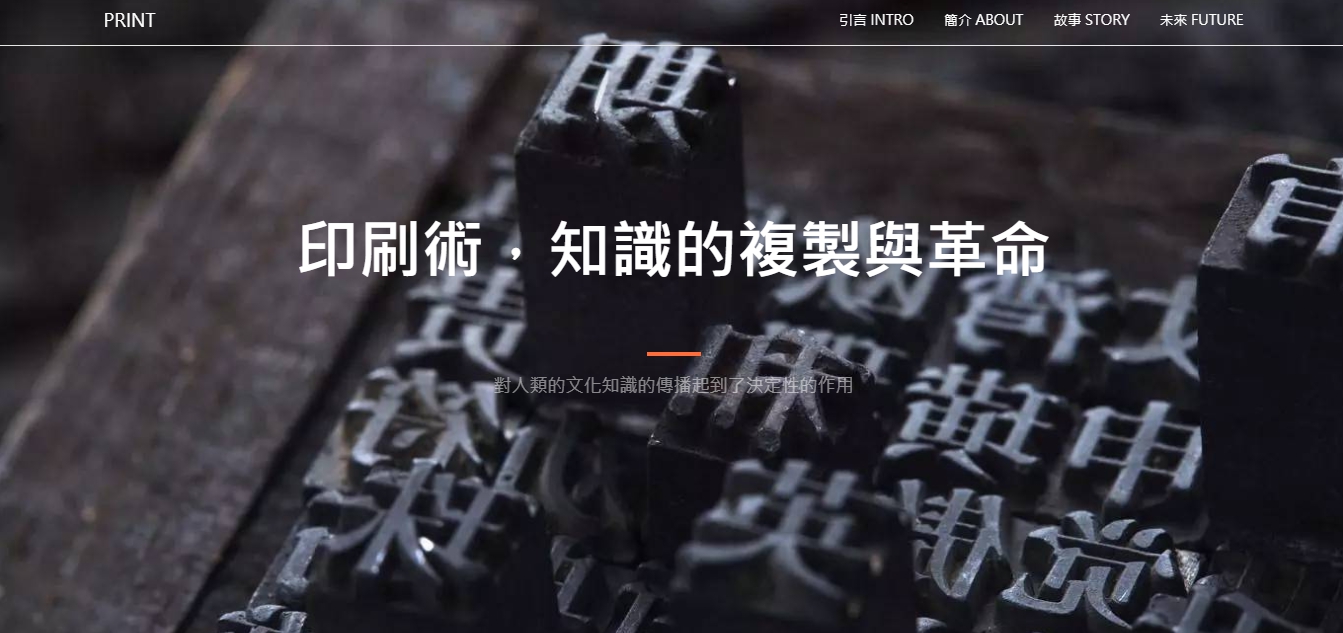 PRINT
引言 INTRO
簡介 ABOUT
故事 STORY
未來 FUTURE
印刷術，知識的複製與革命
對人類的文化知識的傳播起到了決定性的作用